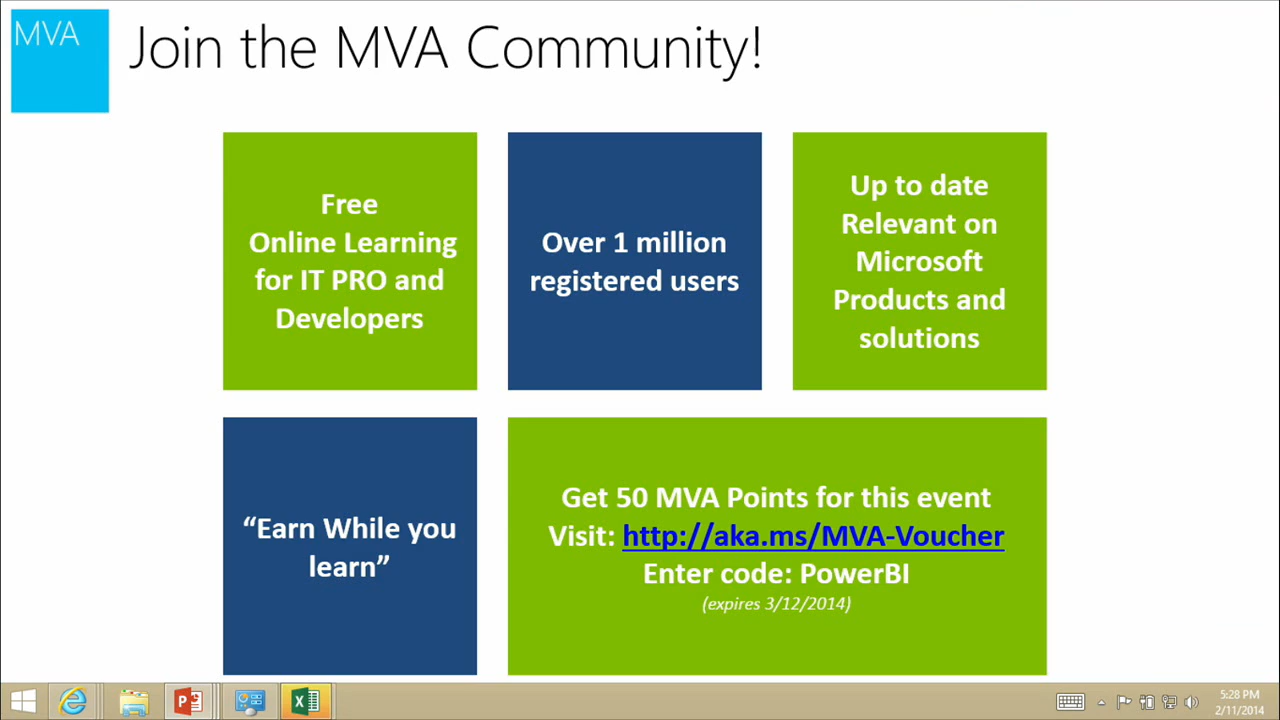 MVA
Join the MVA Community!
Free
Online Learning
for IT PRO and
Developers
Over 1 million
registered users
Up to date
Relevant on
Microsoft
Products and
solutions
“Earn While you
learn”
Get 50 MVA Points for this event
Visit: http://aka.ms/MVA-Voucher
Enter code: PowerBI
(expires 3/12/2014)
5:28 PM
2/11/2014